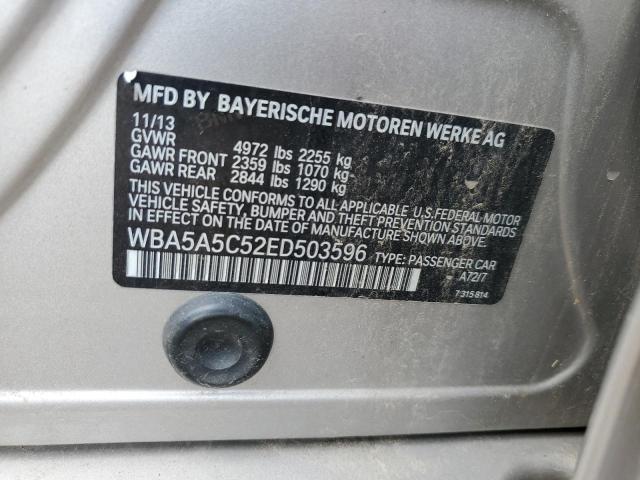 MFD BY BAYERISCHE MOTOREN WERKE AG
11/13
GVWR 4972 lbs 2255 kg
GAWR FRONT 2359 lbs 1070 kg
GAWR REAR 2844 lbs 1290 kg
THIS VEHICLE CONFORMS TO ALL APPLICABLE U.S. FEDERAL MOTOR
VEHICLE SAFETY, BUMPER AND THEFT PREVENTION STANDARDS
IN EFFECT ON THE DATE OF MANUFACTURE SHOWN ABOVE.
WBA5A5C52ED503596 TYPE: PASSENGER CAR
A72/7
7315814